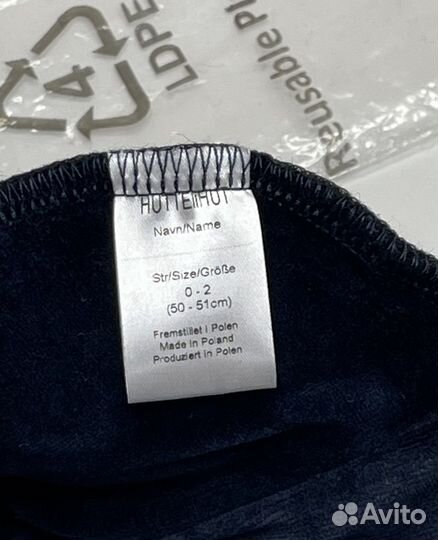 4
LDPE
Reusable
HUTTEliHUT
Navn/Name
Str/Size/Größe
0 - 2
(50 - 51cm)
Fremstillet i Polen
Made in Poland
Produziert in Polen
Avito